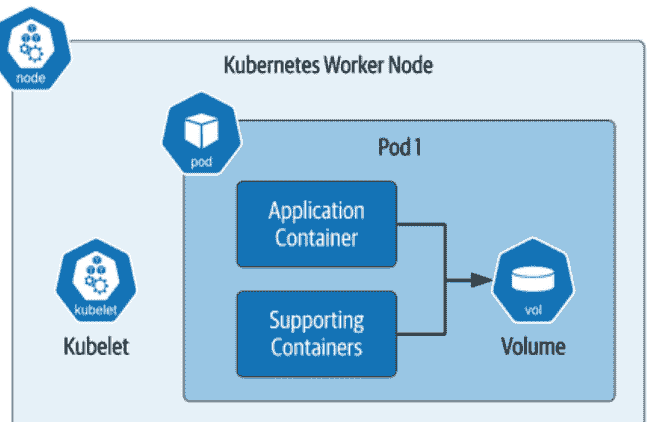 node
Kubernetes Worker Node
pod
Pod 1
Application
Container
kubelet
Kubelet
Supporting
Containers
vol
Volume